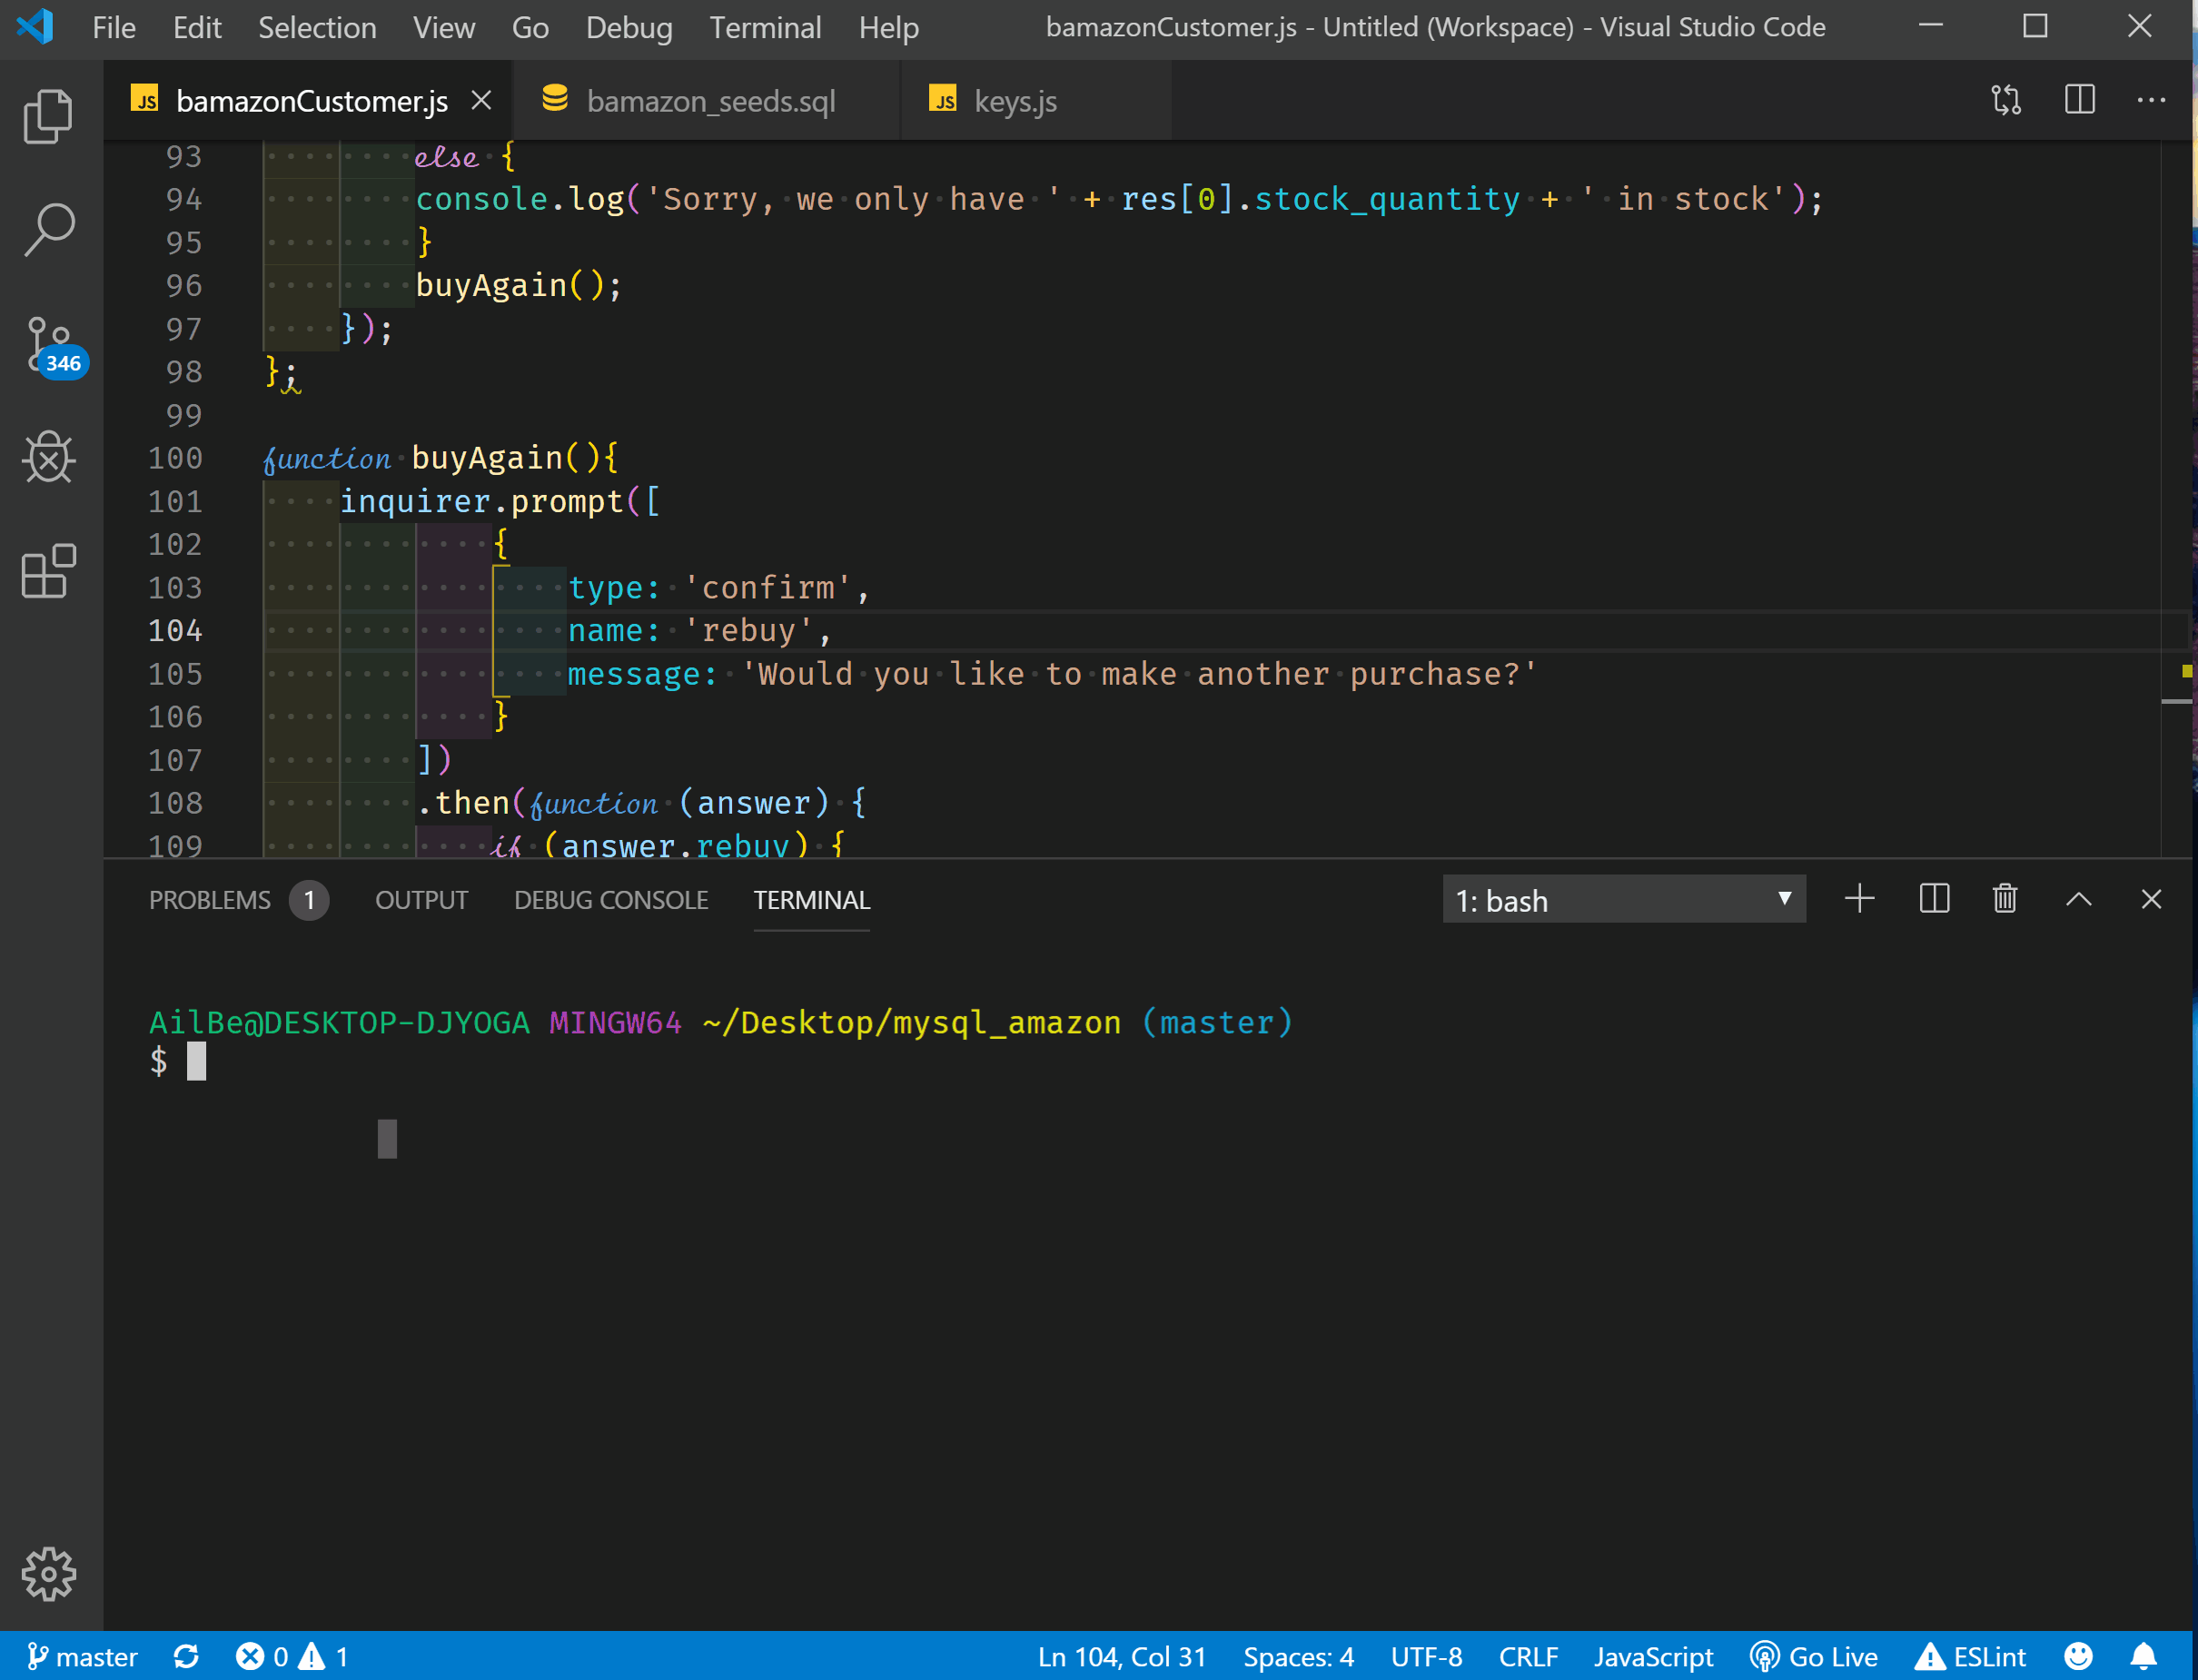 File Edit Selection View Go Debug Terminal Help bamazonCustomer.js - Untitled (Workspace) - Visual Studio Code
JS bamazonCustomer.js bamazon_seeds.sql JS keys.js
93 else {
94 console.log('Sorry, we only have ' + res[0].stock_quantity + ' in stock');
95 }
96 buyAgain();
97 });
98 };
99
100 function buyAgain(){
101 inquirer.prompt([
102 {
103 type: 'confirm',
104 name: 'rebuy',
105 message: 'Would you like to make another purchase?'
106 }
107 ])
108 .then(function (answer) {
109 if (answer.rebuy) {
346
PROBLEMS 1 OUTPUT DEBUG CONSOLE TERMINAL 1: bash
AilBe@DESKTOP-DJYOGA MINGW64 ~/Desktop/mysql_amazon (master)
$
master 0 1 Ln 104, Col 31 Spaces: 4 UTF-8 CRLF JavaScript Go Live ESLint